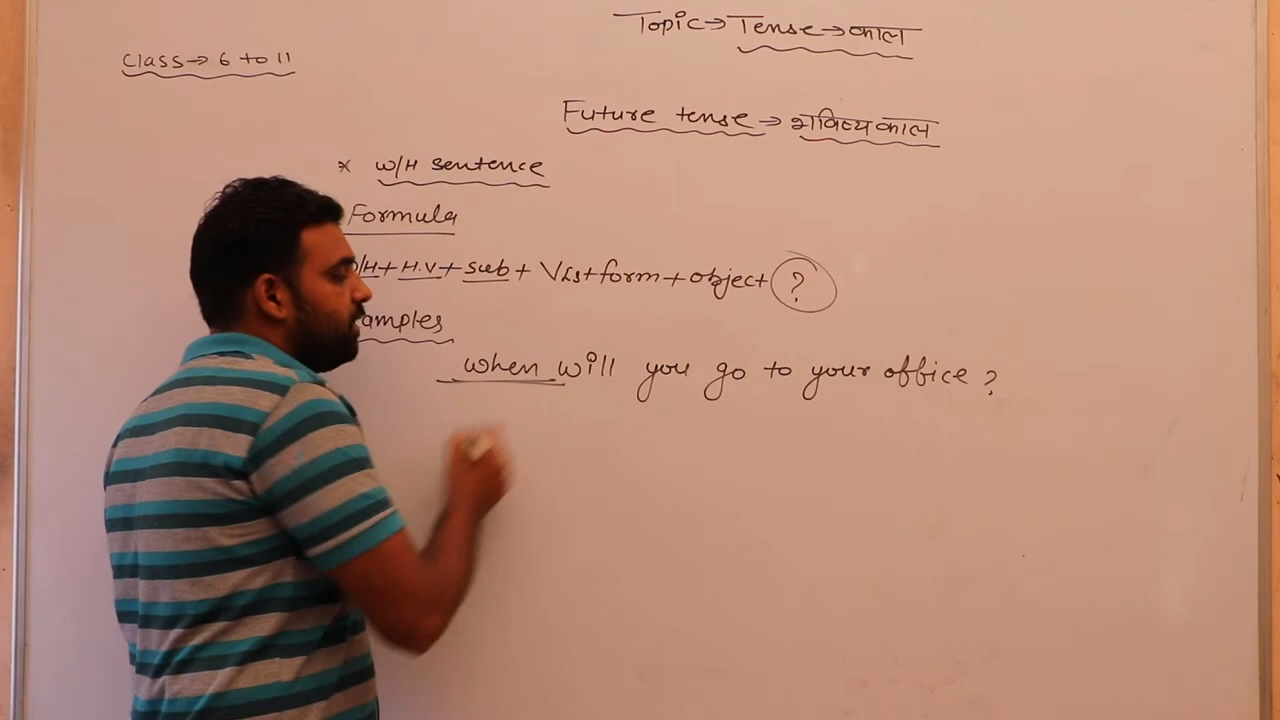 Topic→ Tense→ काल
Class→ 6 to 11
Future tense → भविष्यकाल
* W/H sentence
Formula
/H + H.V + sub + V1st form + object ?
amples
when will you go to your office ?